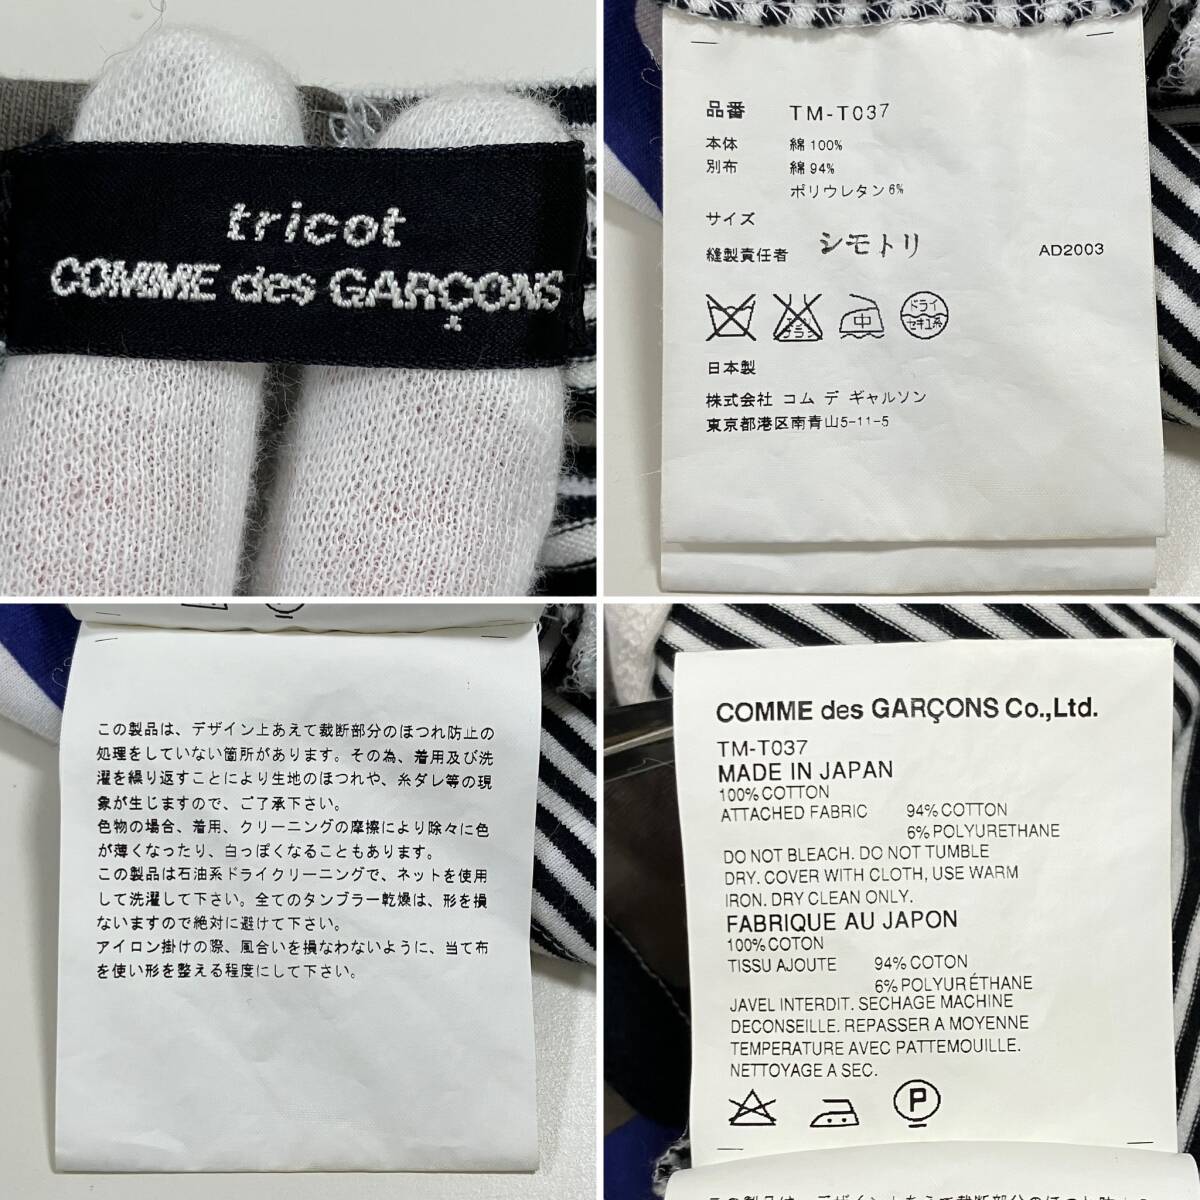 tricot
COMME des GARÇONS
品番 TM-T037
本体 綿100%
別布 綿94%
ポリウレタン6%
サイズ
縫製責任者 シモトリ AD2003
中
ドライ
セキユ系
日本製
株式会社 コム デ ギャルソン
東京都港区南青山5-11-5
この製品は、デザイン上あえて裁断部分のほつれ防止の
処理をしていない箇所があります。その為、着用及び洗
濯を繰り返すことにより生地のほつれや、糸ダレ等の現
象が生じますので、ご了承下さい。
色物の場合、着用、クリーニングの摩擦により除々に色
が薄くなったり、白っぽくなることもあります。
この製品は石油系ドライクリーニングで、ネットを使用
して洗濯して下さい。全てのタンブラー乾燥は、形を損
ないますので絶対に避けて下さい。
アイロン掛けの際、風合いを損なわないように、当て布
を使い形を整える程度にして下さい。
COMME des GARÇONS Co.,Ltd.
TM-T037
MADE IN JAPAN
100% COTTON
ATTACHED FABRIC 94% COTTON
6% POLYURETHANE
DO NOT BLEACH. DO NOT TUMBLE
DRY. COVER WITH CLOTH, USE WARM
IRON. DRY CLEAN ONLY.
FABRIQUE AU JAPON
100% COTON
TISSU AJOUTE 94% COTON
6% POLYURÉTHANE
JAVEL INTERDIT. SECHAGE MACHINE
DECONSEILLE. REPASSER A MOYENNE
TEMPERATURE AVEC PATTEMOUILLE.
NETTOYAGE A SEC.
P